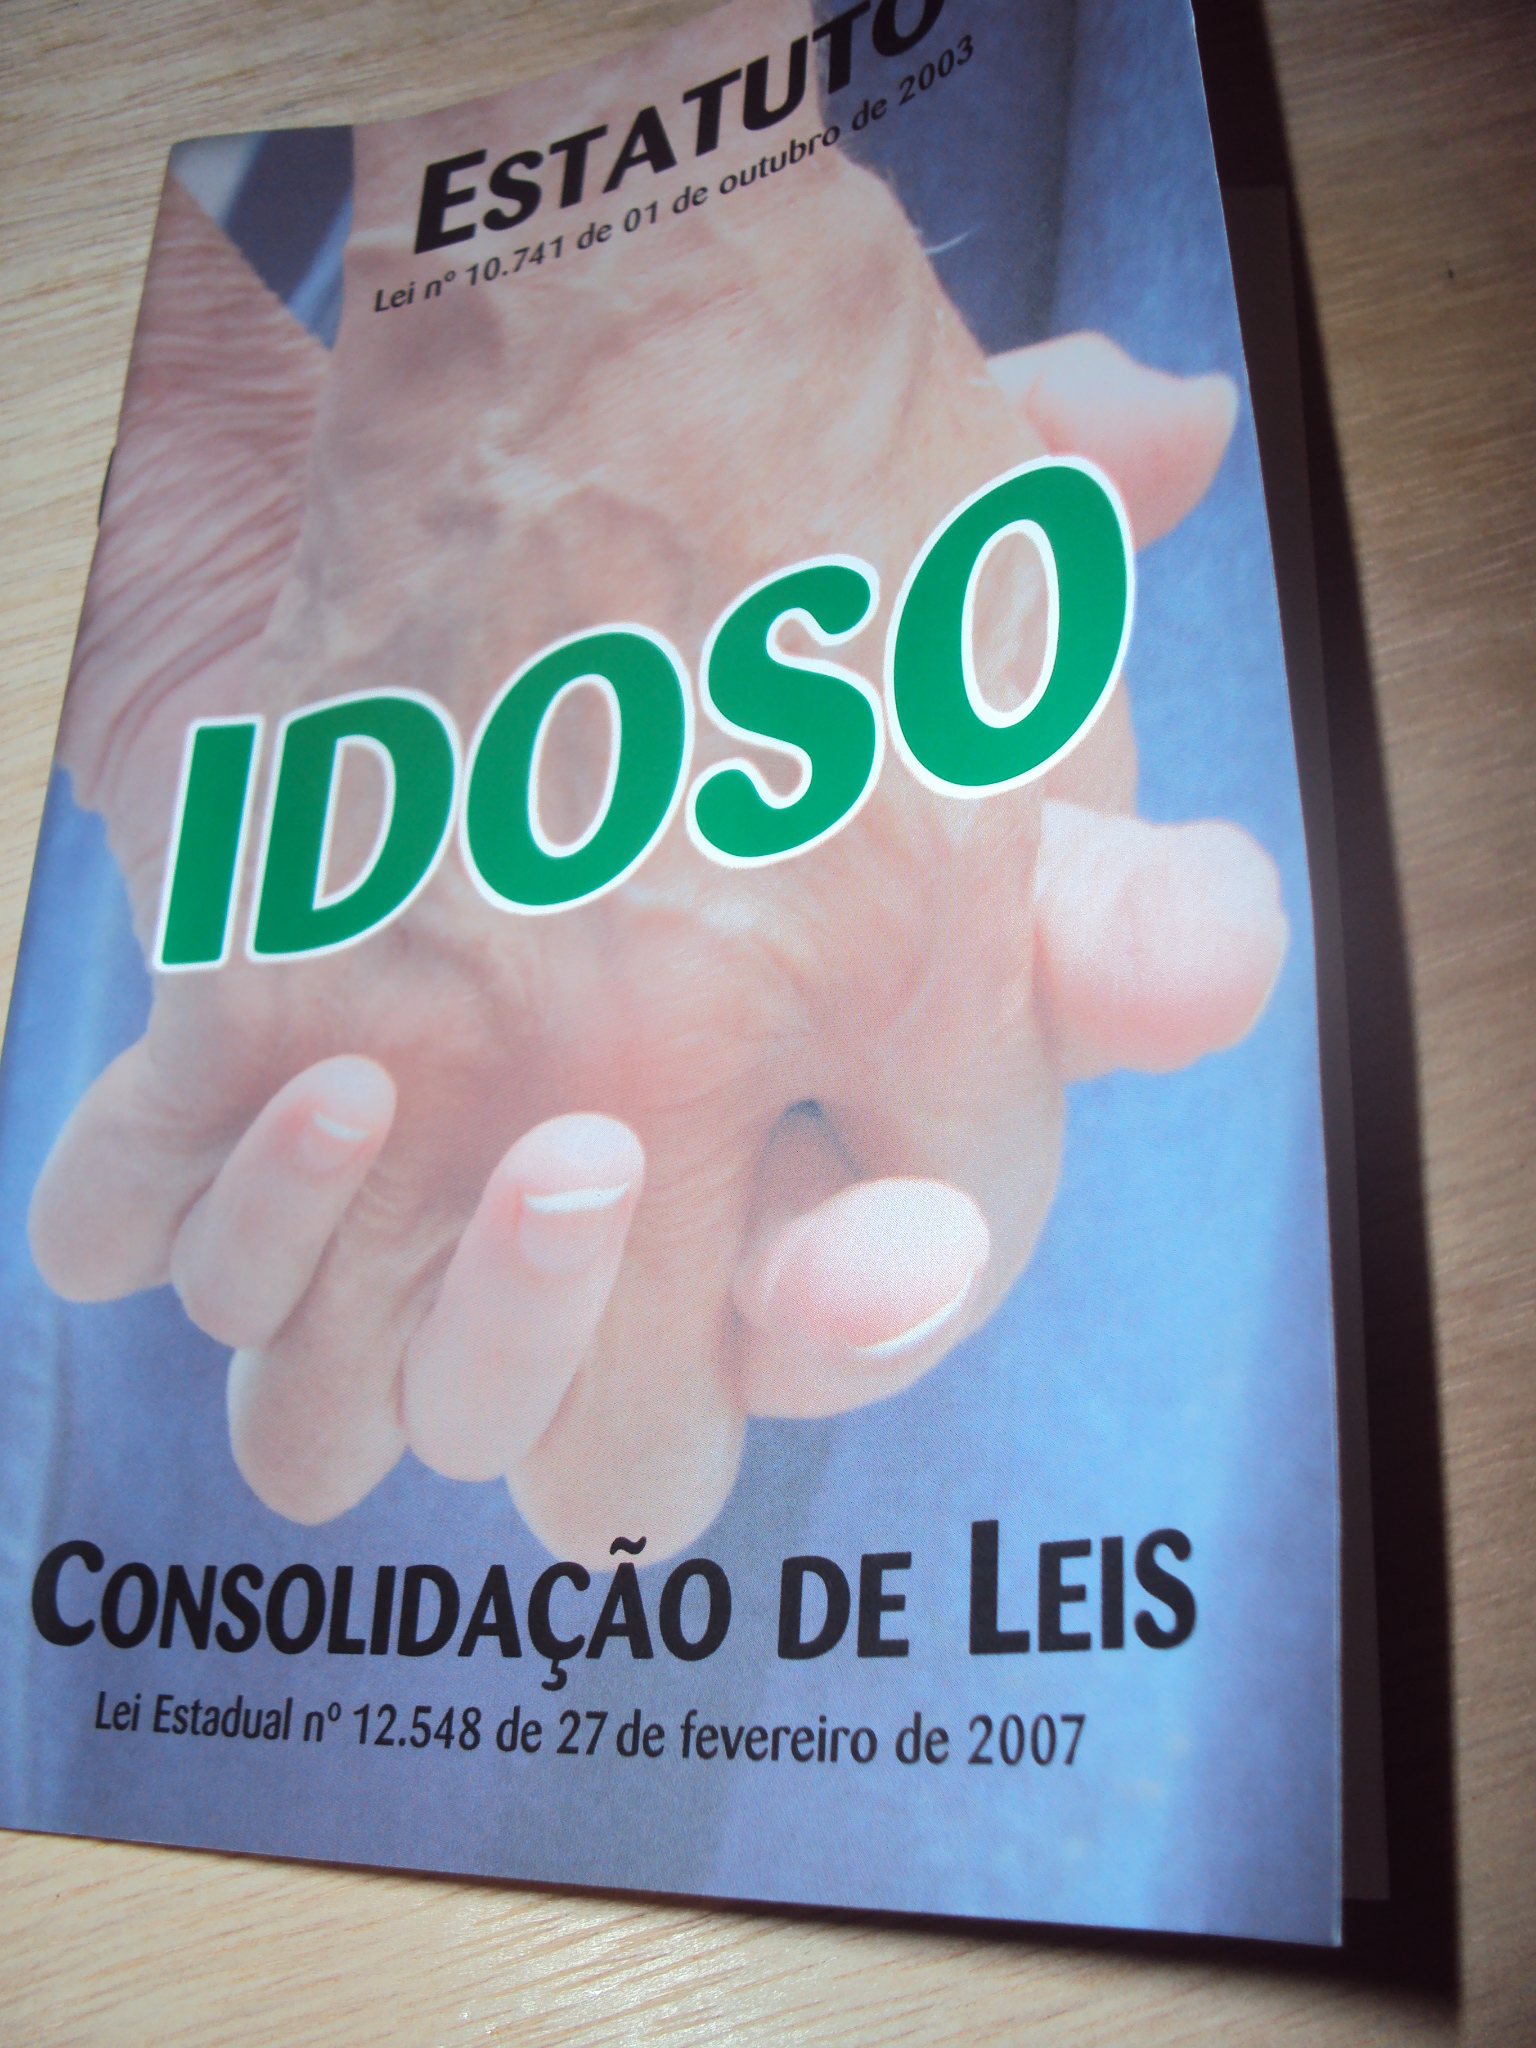 ESTATUTO
Lei nº 10.741 de 01 de outubro de 2003
IDOSO
CONSOLIDAÇÃO DE LEIS
Lei Estadual nº 12.548 de 27 de fevereiro de 2007